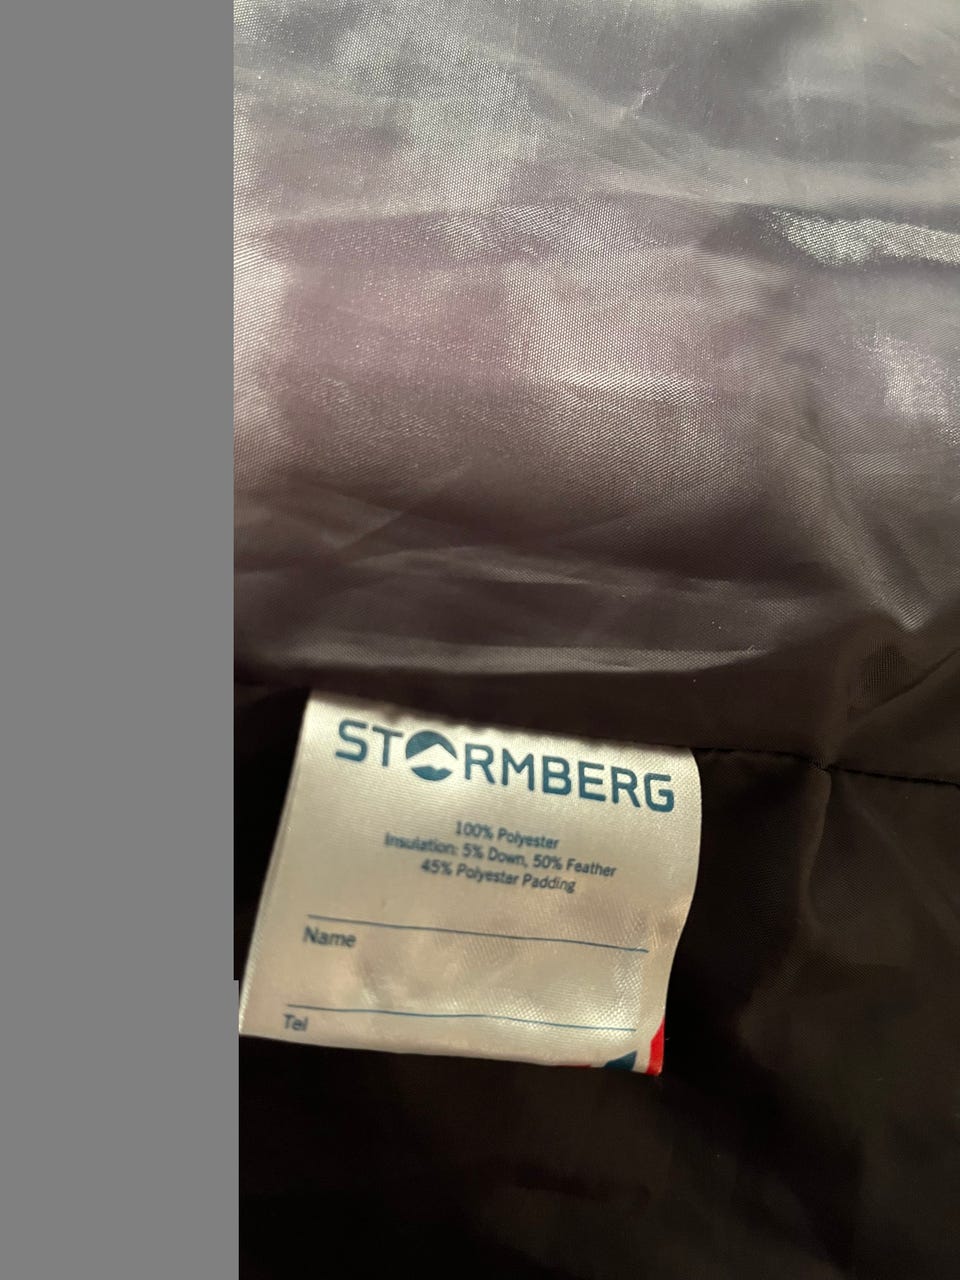 STORMBERG
100% Polyester
Insulation: 5% Down, 50% Feather
45% Polyester Padding
Name
Tel